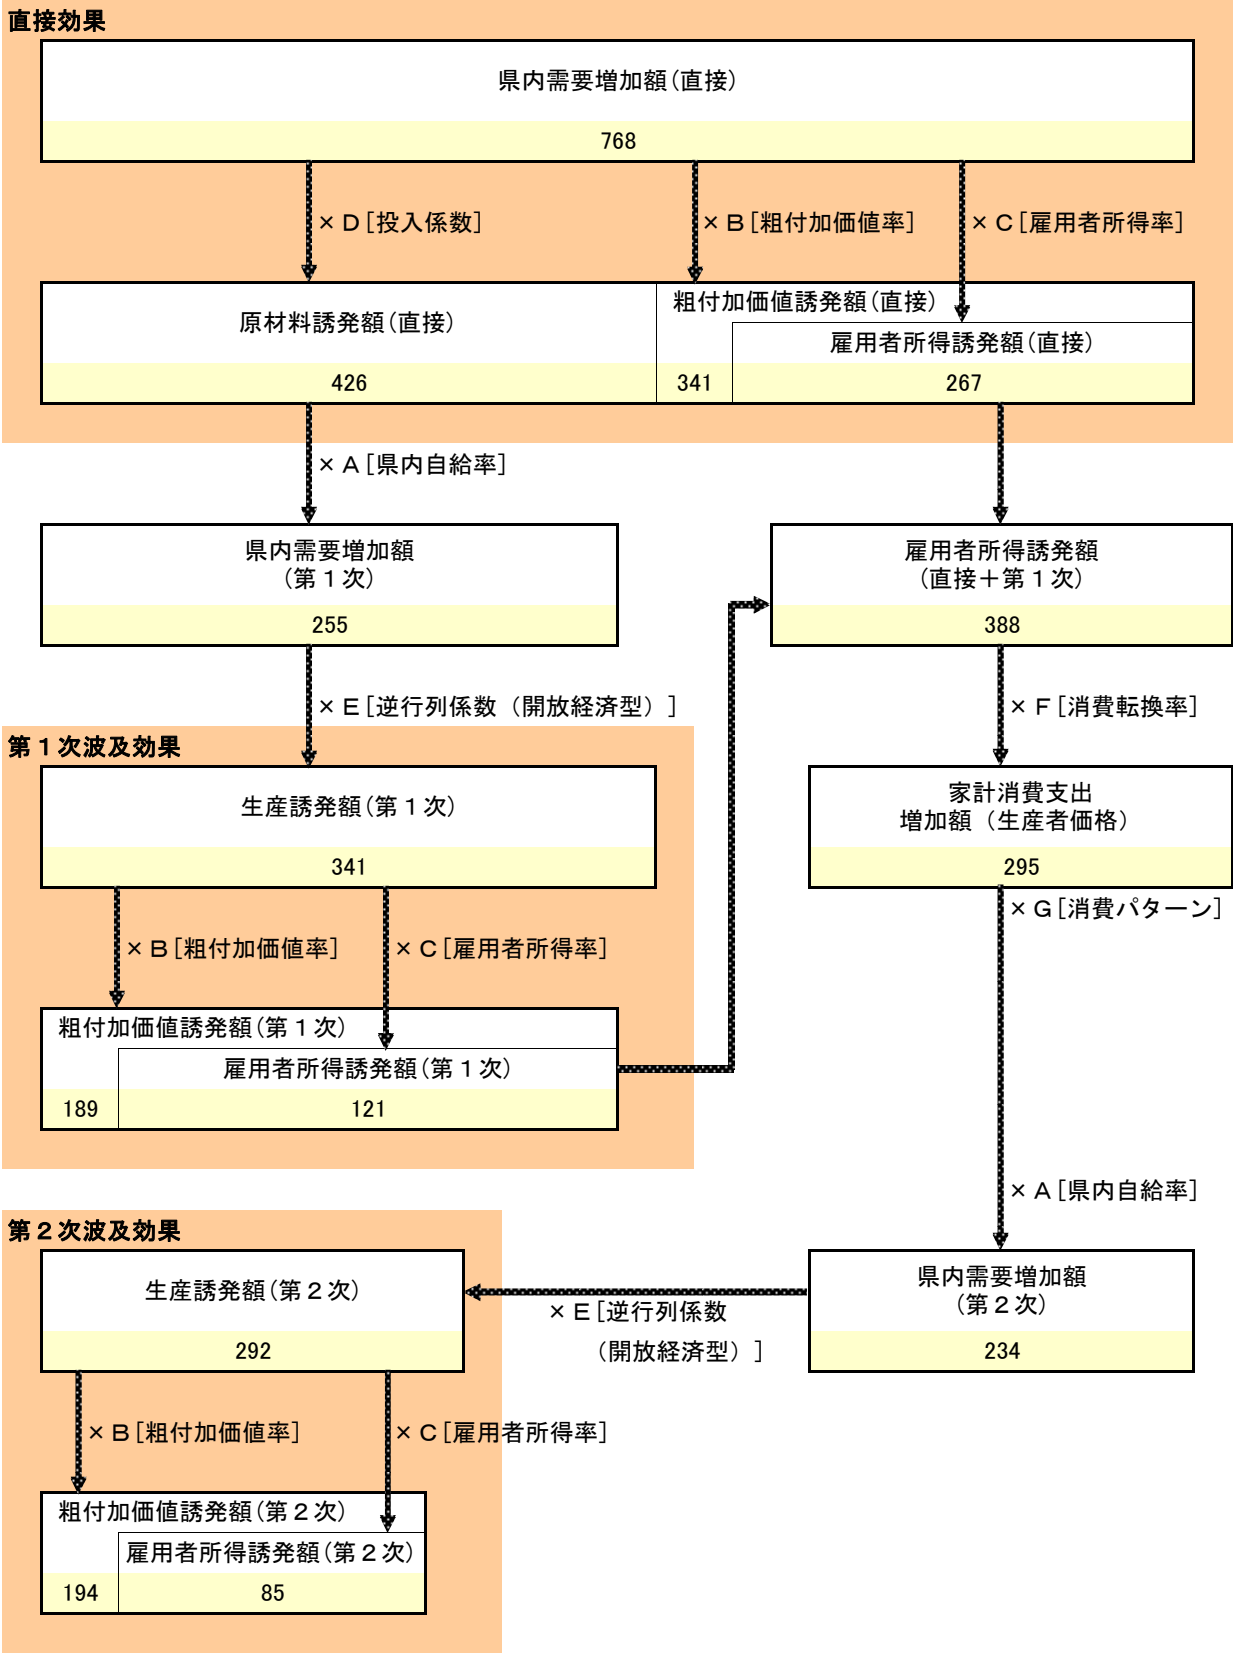 直接効果
県内需要増加額(直接)
768
×D[投入係数]
×B[粗付加価値率]
×C[雇用者所得率]
粗付加価値誘発額(直接)
原材料誘発額(直接)
雇用者所得誘発額(直接)
426
341
267
×A[県内自給率]
県内需要増加額
(第1次)
255
雇用者所得誘発額
(直接+第1次)
388
×E[逆行列係数(開放経済型)]
×F[消費転換率]
第1次波及効果
生産誘発額(第1次)
341
家計消費支出
増加額(生産者価格)
295
×G[消費パターン]
×B[粗付加価値率]
×C[雇用者所得率]
粗付加価値誘発額(第1次)
雇用者所得誘発額(第1次)
189
121
×A[県内自給率]
第2次波及効果
生産誘発額(第2次)
292
×E[逆行列係数
(開放経済型)]
県内需要増加額
(第2次)
234
×B[粗付加価値率]
×C[雇用者所得率]
粗付加価値誘発額(第2次)
雇用者所得誘発額(第2次)
194
85